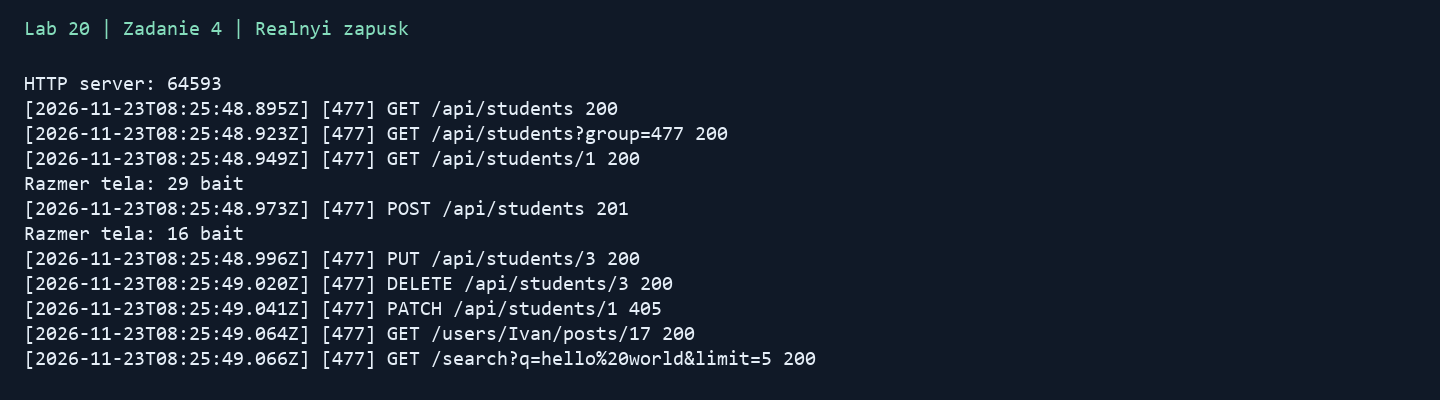 Lab 20 | Zadanie 4 | Realnyi zapusk
HTTP server: 64593
[2026-11-23T08:25:48.895Z] [477] GET /api/students 200
[2026-11-23T08:25:48.923Z] [477] GET /api/students?group=477 200
[2026-11-23T08:25:48.949Z] [477] GET /api/students/1 200
Razmer tela: 29 bait
[2026-11-23T08:25:48.973Z] [477] POST /api/students 201
Razmer tela: 16 bait
[2026-11-23T08:25:48.996Z] [477] PUT /api/students/3 200
[2026-11-23T08:25:49.020Z] [477] DELETE /api/students/3 200
[2026-11-23T08:25:49.041Z] [477] PATCH /api/students/1 405
[2026-11-23T08:25:49.064Z] [477] GET /users/Ivan/posts/17 200
[2026-11-23T08:25:49.066Z] [477] GET /search?q=hello%20world&limit=5 200